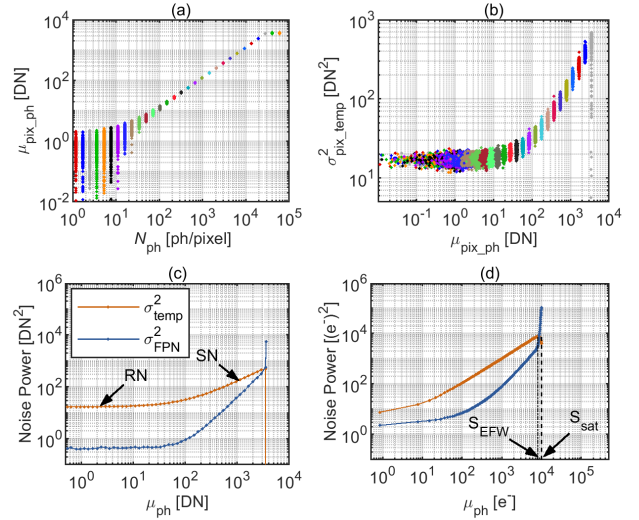 (a)
μ_pix_ph [DN]
10^4
10^2
10^0
10^-2
10^0 10^1 10^2 10^3 10^4 10^5
N_ph [ph/pixel]
(b)
σ^2_pix_temp [DN^2]
10^3
10^2
10^1
10^-1 10^0 10^1 10^2 10^3 10^4
μ_pix_ph [DN]
(c)
Noise Power [DN^2]
10^6
10^4
10^2
10^0
σ^2_temp
σ^2_FPN
RN
SN
10^0 10^1 10^2 10^3 10^4
μ_ph [DN]
(d)
Noise Power [(e^-)^2]
10^6
10^4
10^2
10^0
S_EFW
S_sat
10^0 10^1 10^2 10^3 10^4 10^5
μ_ph [e^-]